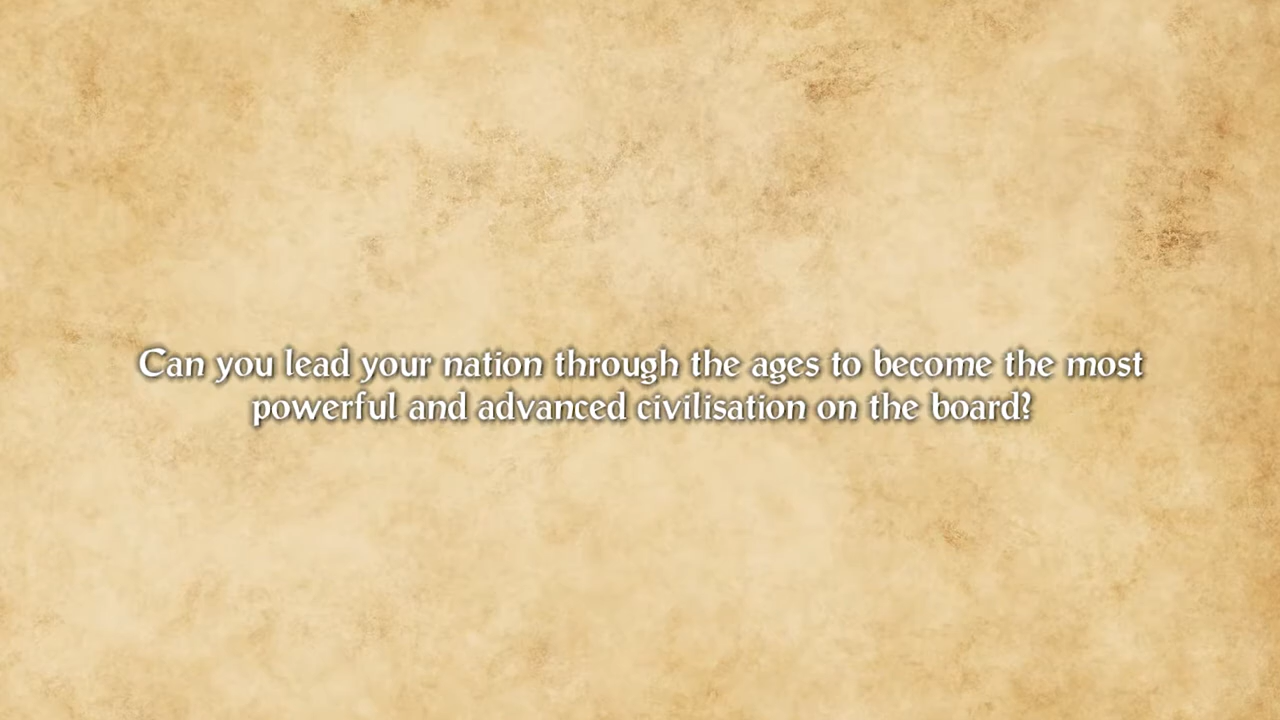 Can you lead your nation through the ages to become the most
powerful and advanced civilisation on the board?